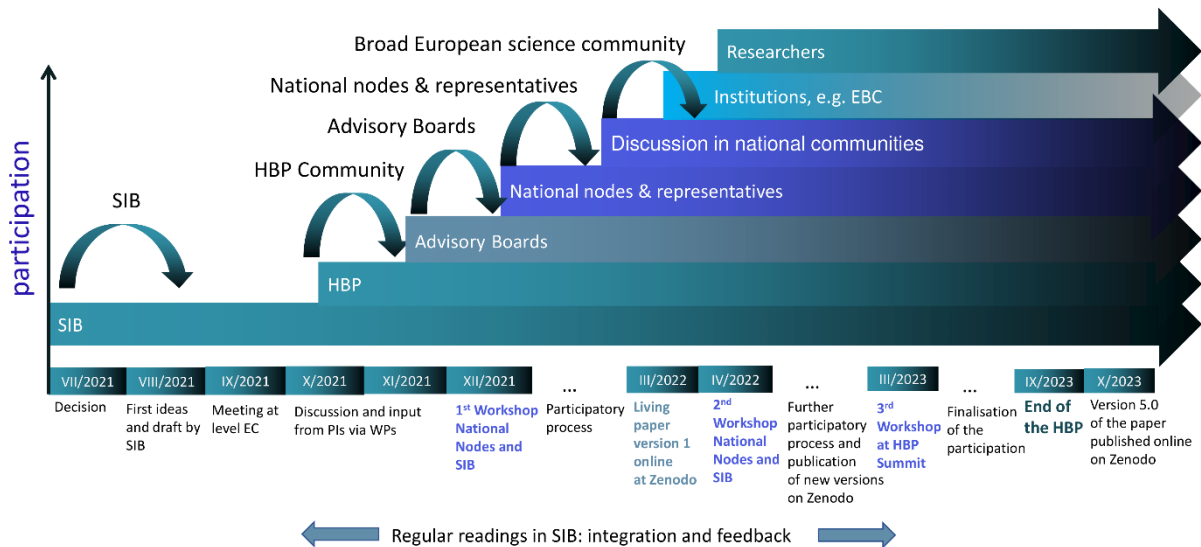 Broad European science community
National nodes & representatives
Advisory Boards
HBP Community
SIB
participation
Researchers
Institutions, e.g. EBC
Discussion in national communities
National nodes & representatives
Advisory Boards
HBP
SIB
VII/2021
Decision
VIII/2021
First ideas
and draft by
SIB
IX/2021
Meeting at
level EC
X/2021
XI/2021
Discussion and input
from PIs via WPs
XII/2021
1st Workshop
National
Nodes and
SIB
...
Participatory
process
III/2022
Living
paper
version 1
online
at Zenodo
IV/2022
2nd
Workshop
National
Nodes and
SIB
...
Further
participatory
process and
publication
of new versions
on Zenodo
III/2023
3rd
Workshop
at HBP
Summit
...
Finalisation
of the
participation
IX/2023
End of
the HBP
X/2023
Version 5.0
of the paper
published online
on Zenodo
Regular readings in SIB: integration and feedback